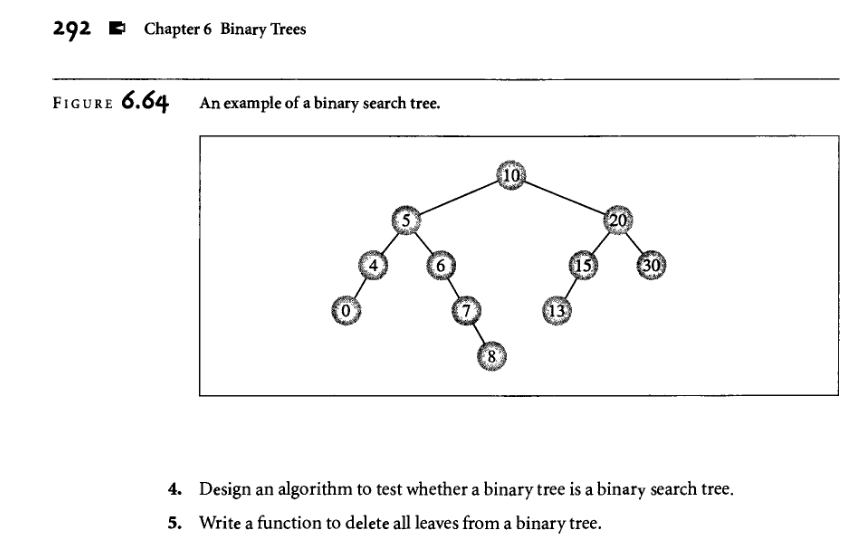 292 Chapter 6 Binary Trees
FIGURE 6.64 An example of a binary search tree.
10
5 20
4 6 15 30
0 7 13
8
4. Design an algorithm to test whether a binary tree is a binary search tree.
5. Write a function to delete all leaves from a binary tree.